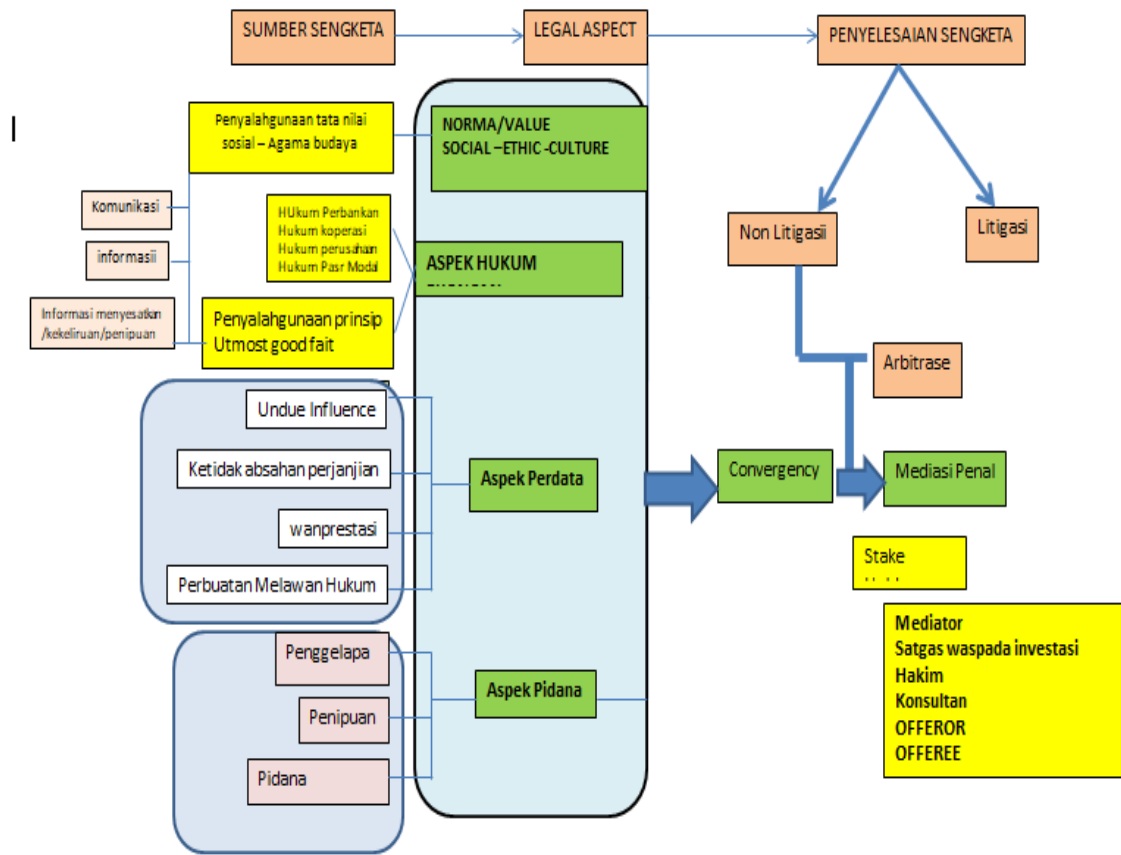 SUMBER SENGKETA
LEGAL ASPECT
PENYELESAIAN SENGKETA
I
Penyalahgunaan tata nilai
sosial – Agama budaya
NORMA/VALUE
SOCIAL –ETHIC -CULTURE
Komunikasi
informasii
Informasi menyesatkan
/kekeliruan/penipuan
HUkum Perbankan
Hukum koperasi
Hukum perusahaan
Hukum Pasr Modal
ASPEK HUKUM
Penyalahgunaan prinsip
Utmost good fait
Non Litigasii
Litigasi
Arbitrase
Undue Influence
Ketidak absahan perjanjian
wanprestasi
Perbuatan Melawan Hukum
Aspek Perdata
Convergency
Mediasi Penal
Stake
Penggelapa
Penipuan
Pidana
Aspek Pidana
Mediator
Satgas waspada investasi
Hakim
Konsultan
OFFEROR
OFFEREE